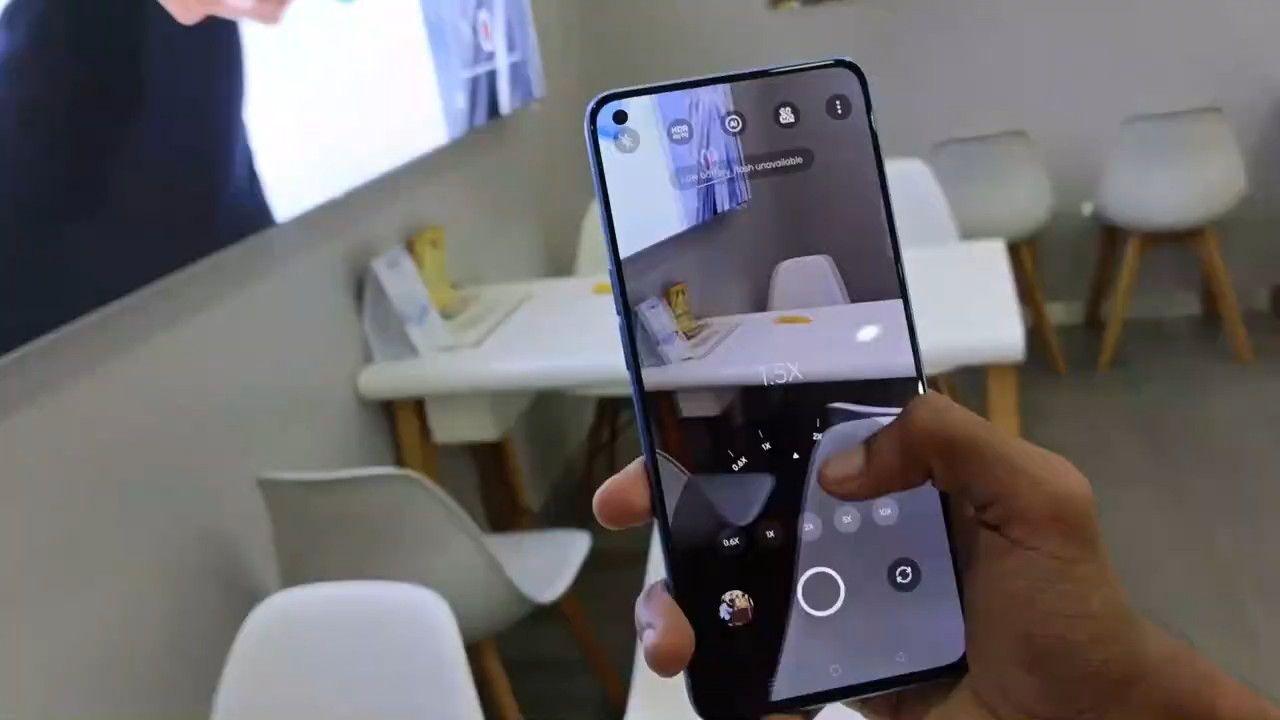 HDR
AI
Low battery, flash unavailable
1.5X
0.6X
1X
2X
0.6X
1X
2X
5X
10X